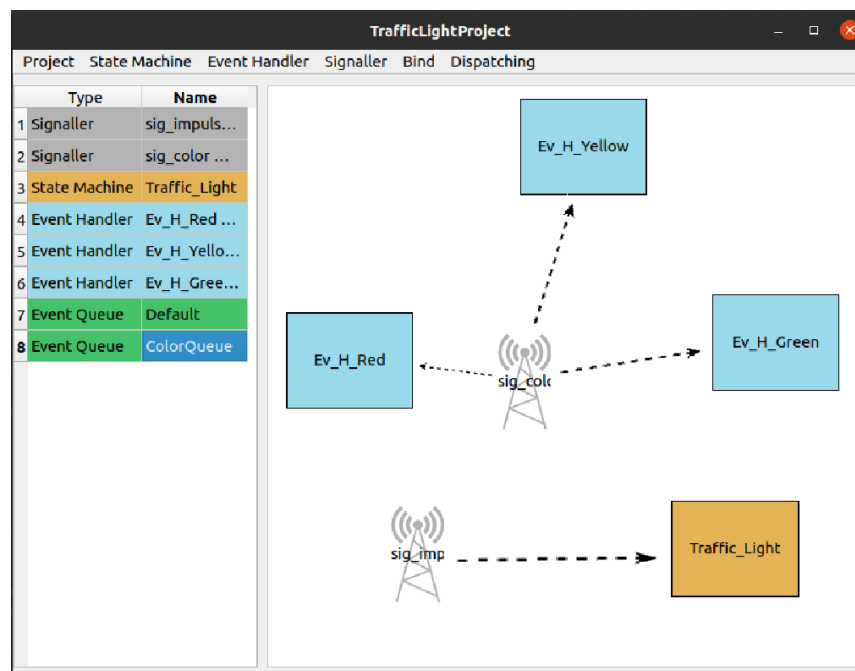 TrafficLightProject
Project State Machine Event Handler Signaller Bind Dispatching
Type Name
1 Signaller sig_impuls...
2 Signaller sig_color ...
3 State Machine Traffic_Light
4 Event Handler Ev_H_Red ...
5 Event Handler Ev_H_Yello...
6 Event Handler Ev_H_Gree...
7 Event Queue Default
8 Event Queue ColorQueue
Ev_H_Yellow
Ev_H_Green
Ev_H_Red
sig_colo
Traffic_Light
sig_imp